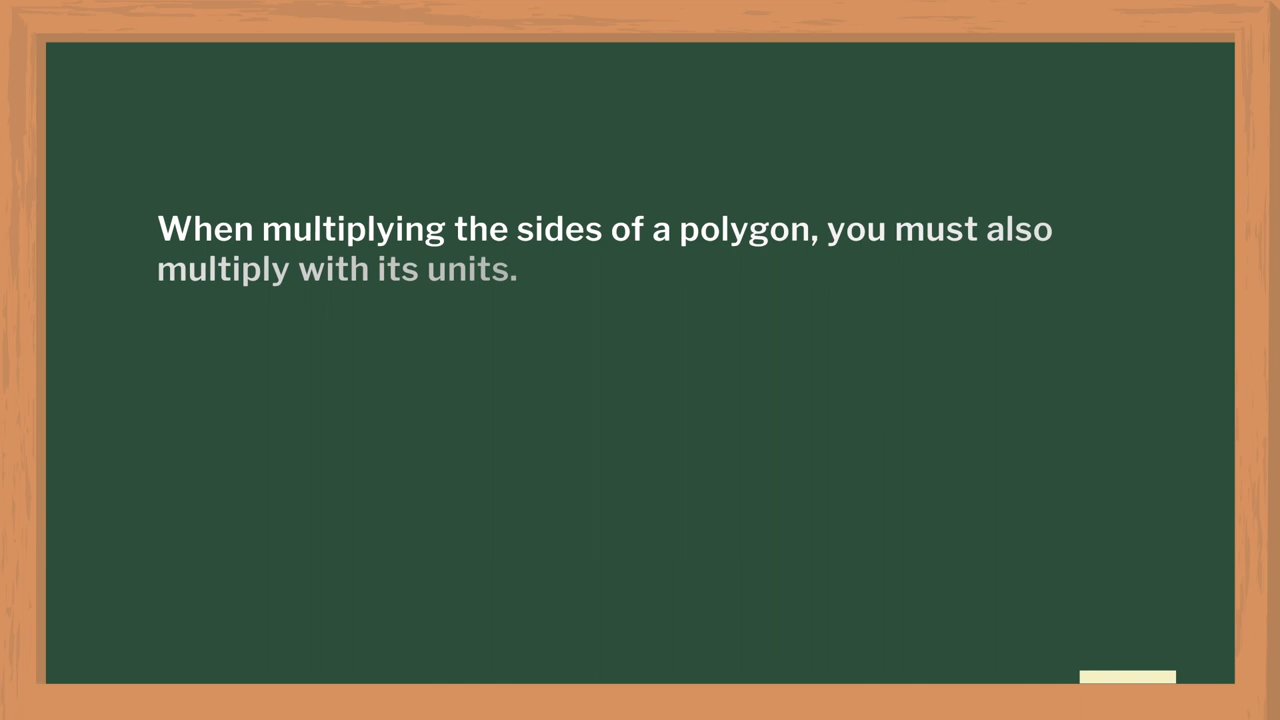 When multiplying the sides of a polygon, you must also
multiply with its units.